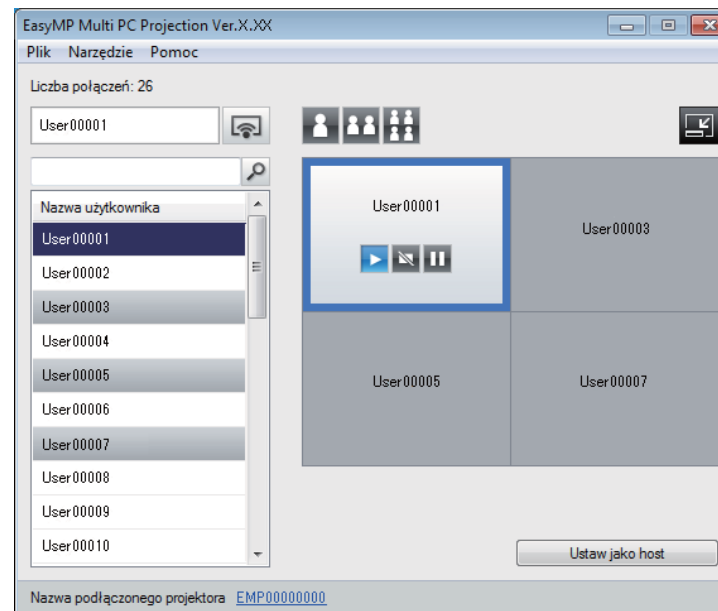 EasyMP Multi PC Projection Ver.X.XX
Plik Narzędzie Pomoc
Liczba połączeń: 26
User00001
Nazwa użytkownika
User00001
User00002
User00003
User00004
User00005
User00006
User00007
User00008
User00009
User00010
User00001
User00003
User00005
User00007
Ustaw jako host
Nazwa podłączonego projektora EMP00000000